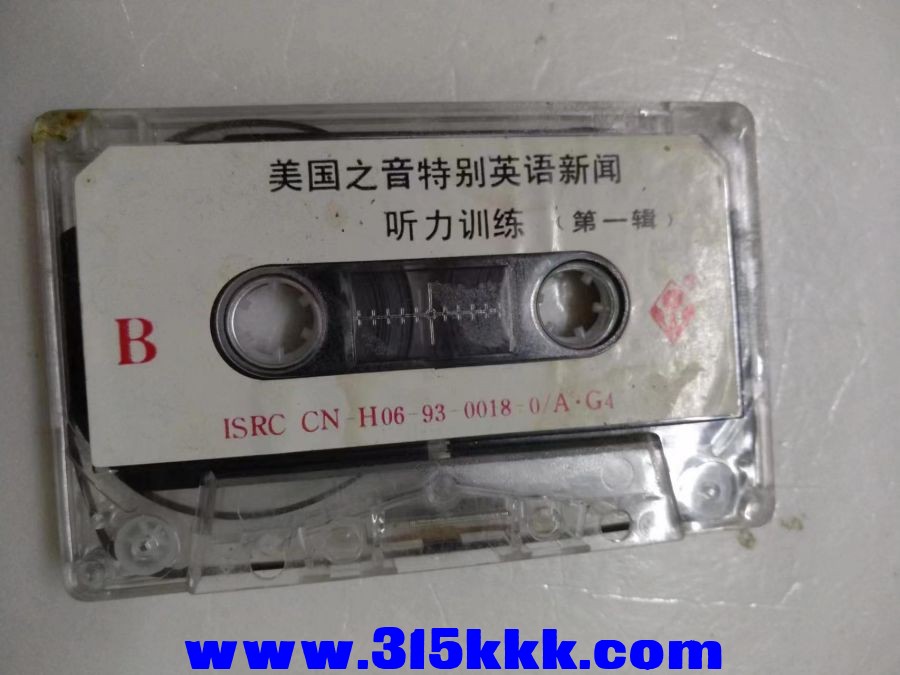 美国之音特别英语新闻
听力训练 (第一辑)
B
ISRC CN-H06-93-0018-0/A·G4
www.315kkk.com